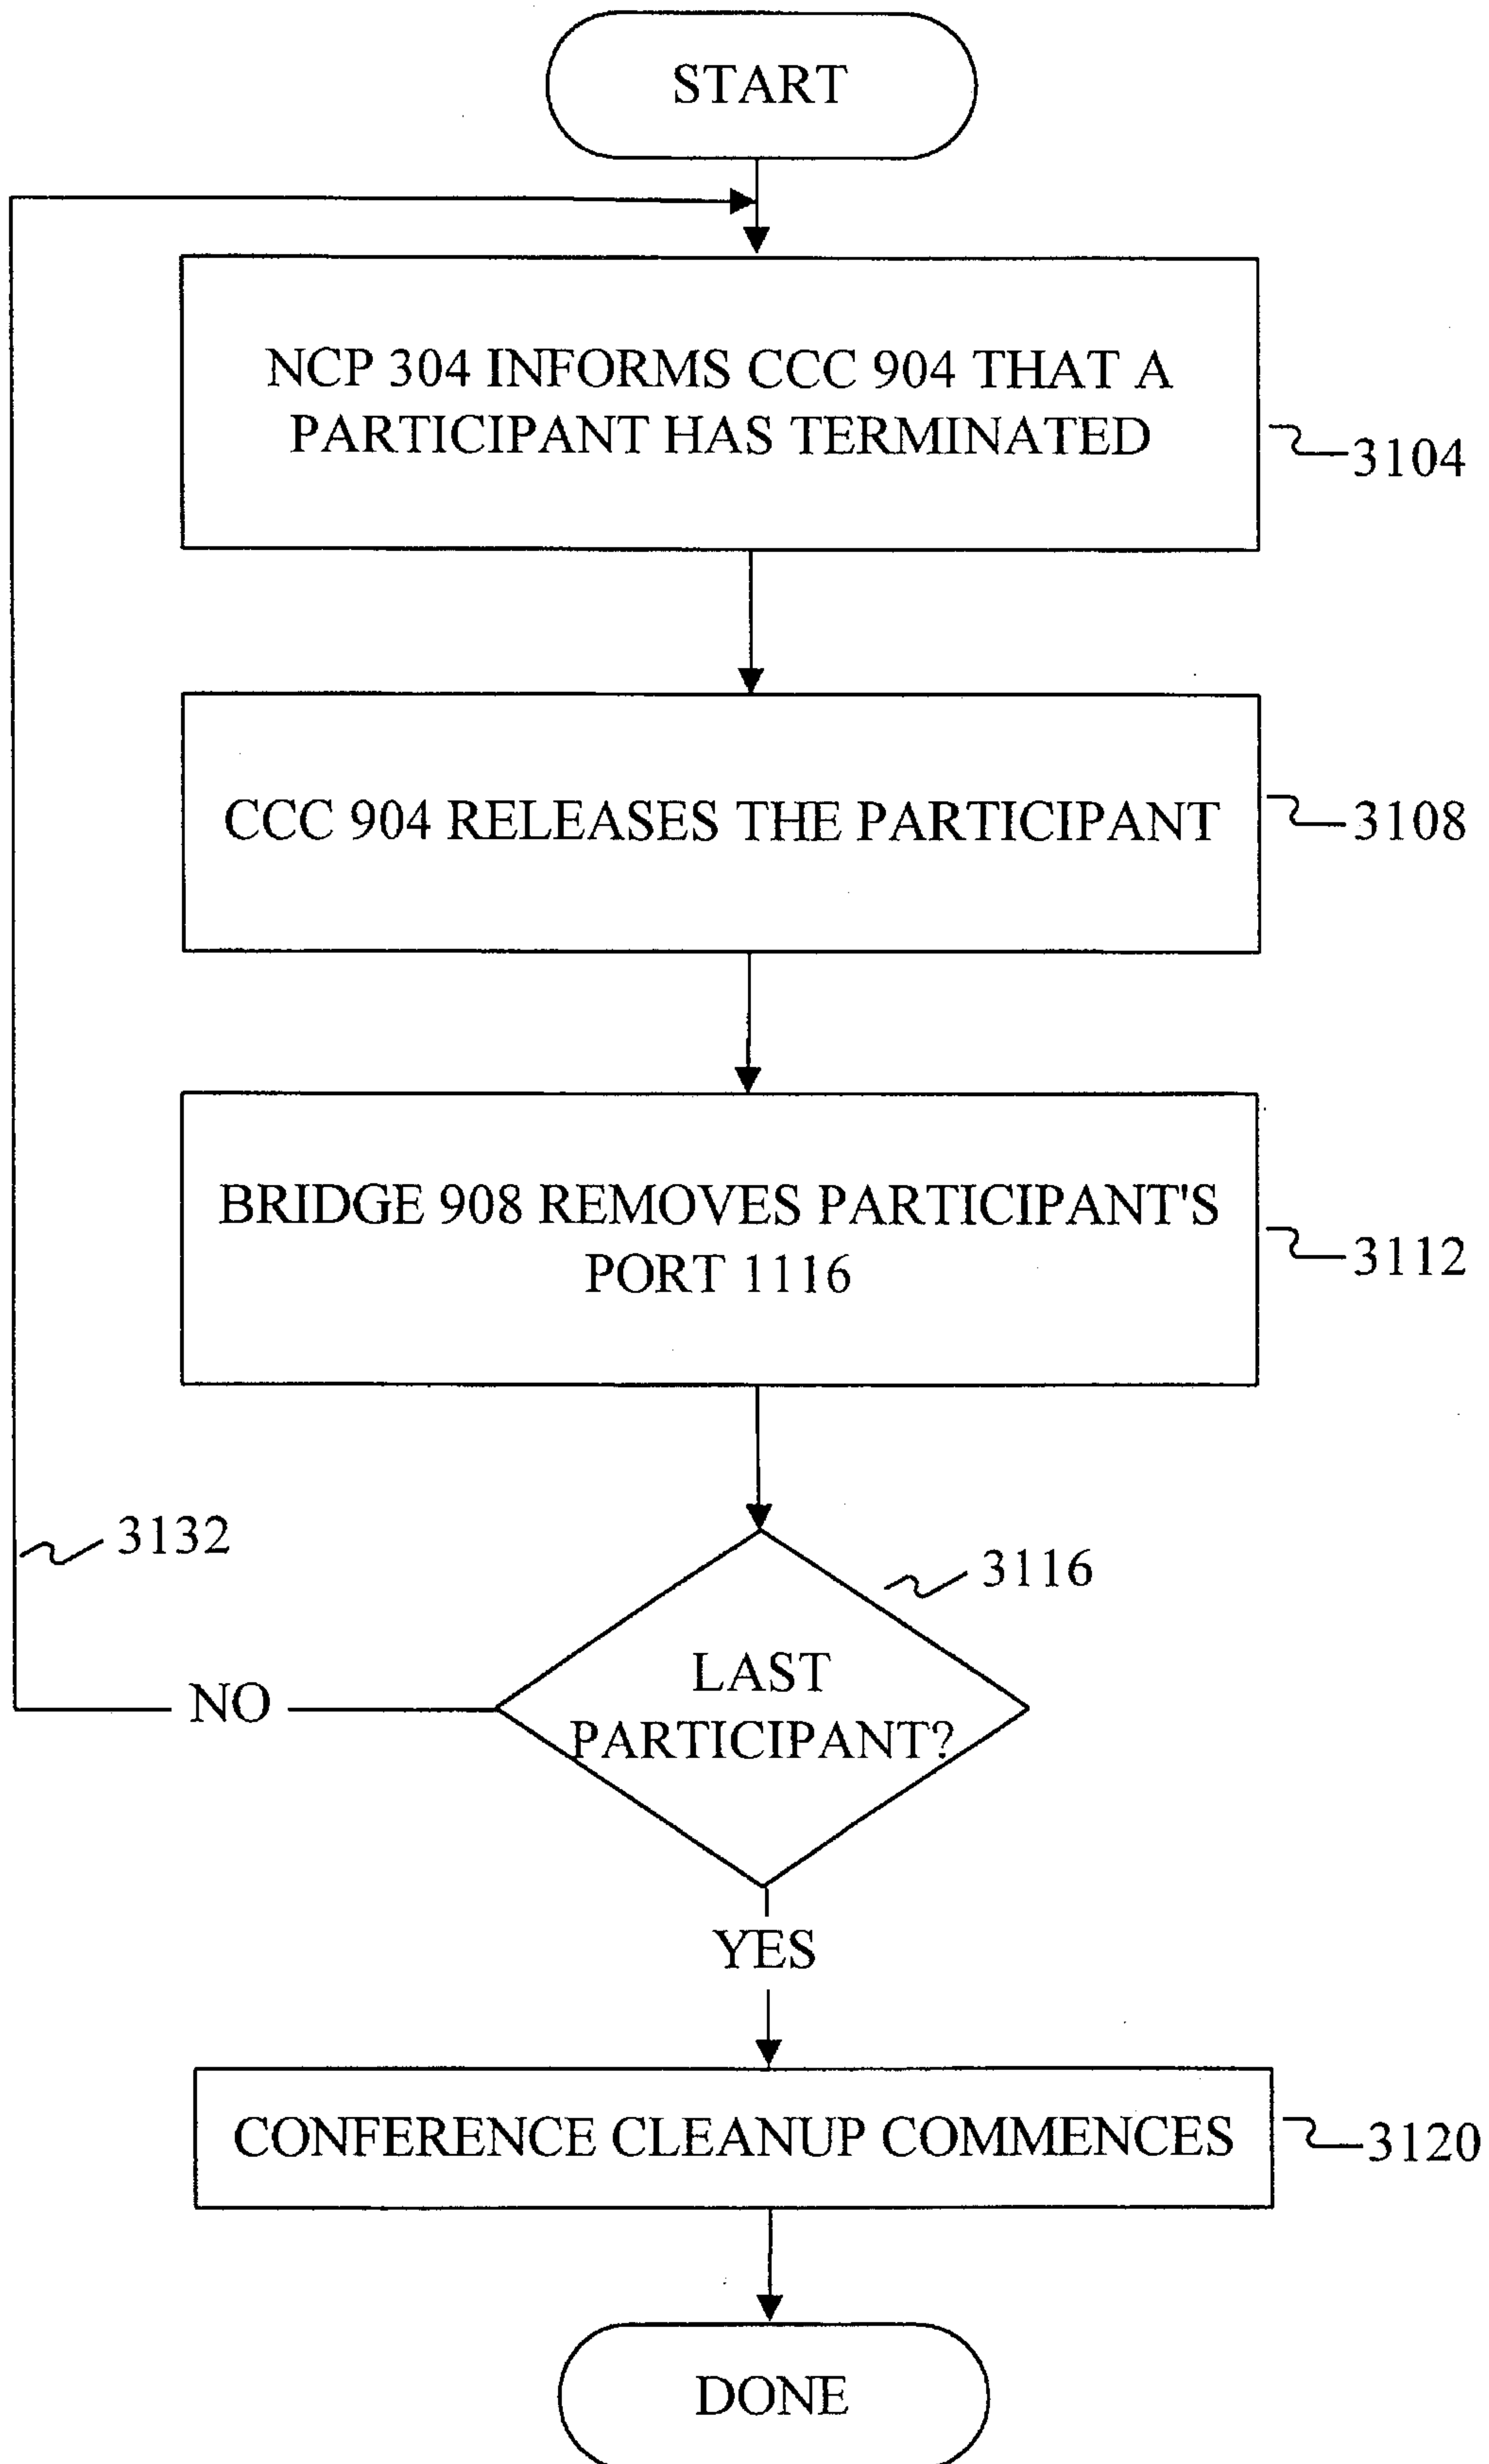 START
NCP 304 INFORMS CCC 904 THAT A
PARTICIPANT HAS TERMINATED
3104
CCC 904 RELEASES THE PARTICIPANT
3108
BRIDGE 908 REMOVES PARTICIPANT'S
PORT 1116
3112
3132
3116
LAST
PARTICIPANT?
NO
YES
CONFERENCE CLEANUP COMMENCES
3120
DONE